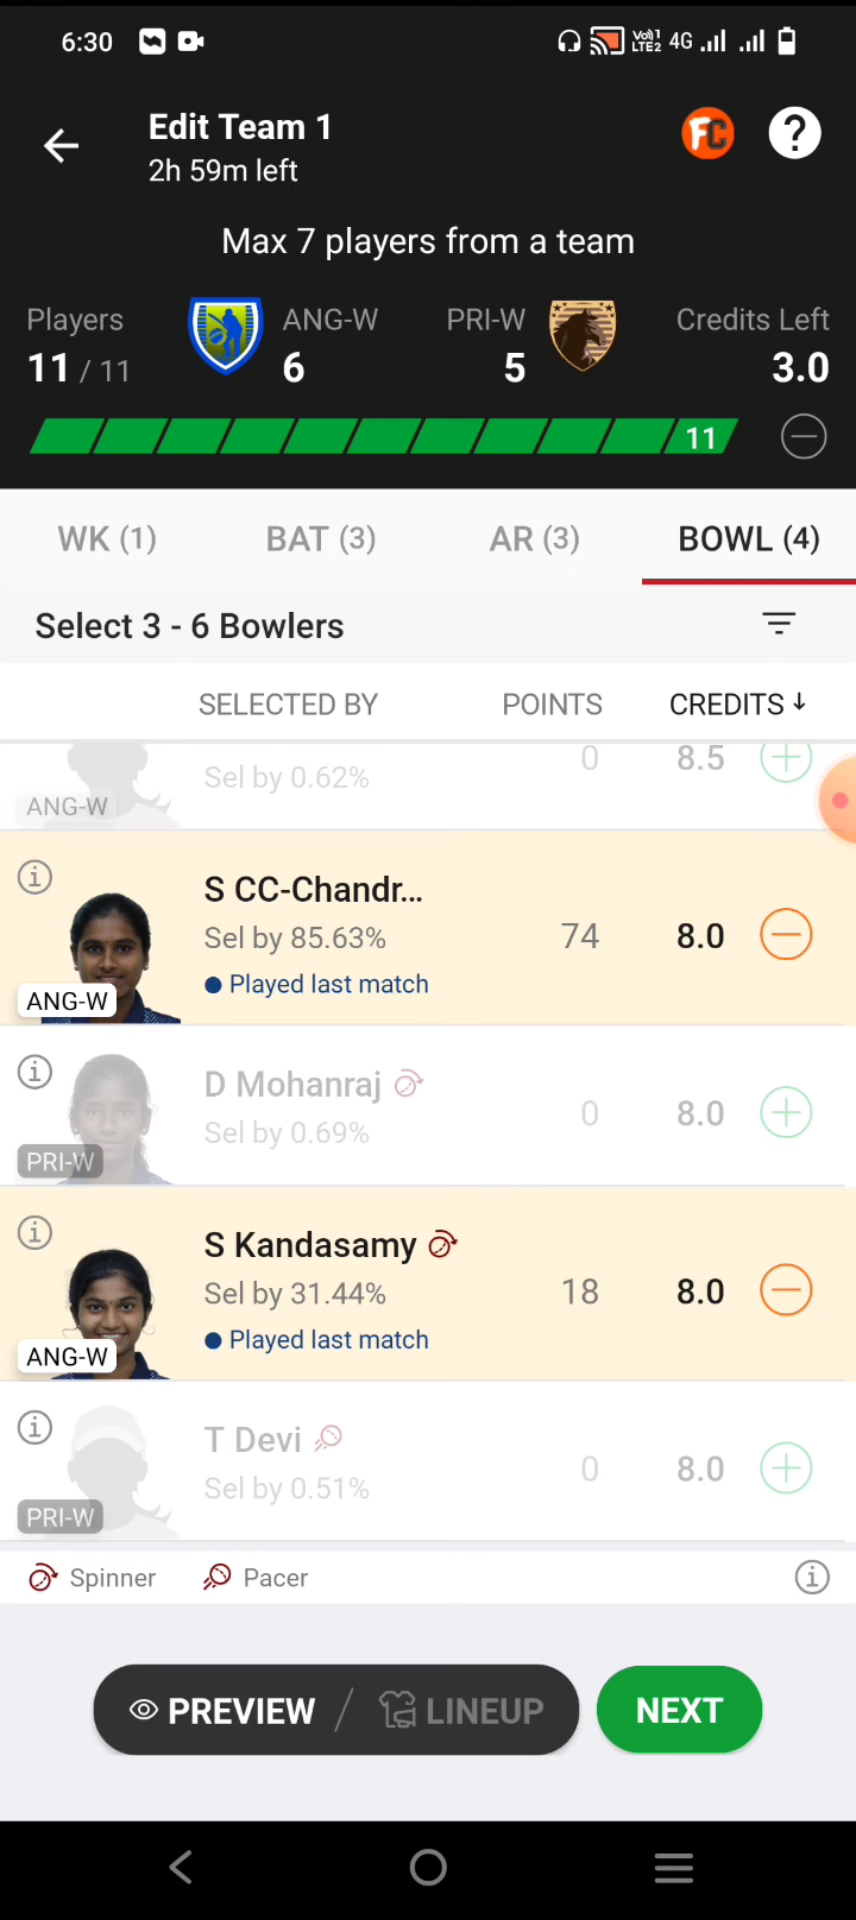 6:30
Vo)) 1
LTE2
4G
Edit Team 1
2h 59m left
FC
?
Max 7 players from a team
Players
11 / 11
ANG-W
6
PRI-W
5
Credits Left
3.0
11
WK (1)
BAT (3)
AR (3)
BOWL (4)
Select 3 - 6 Bowlers
SELECTED BY
POINTS
CREDITS
Sel by 0.62%
0
8.5
ANG-W
S CC-Chandr...
Sel by 85.63%
Played last match
74
8.0
ANG-W
D Mohanraj
Sel by 0.69%
0
8.0
PRI-W
S Kandasamy
Sel by 31.44%
Played last match
18
8.0
ANG-W
T Devi
Sel by 0.51%
0
8.0
PRI-W
Spinner
Pacer
PREVIEW / LINEUP
NEXT